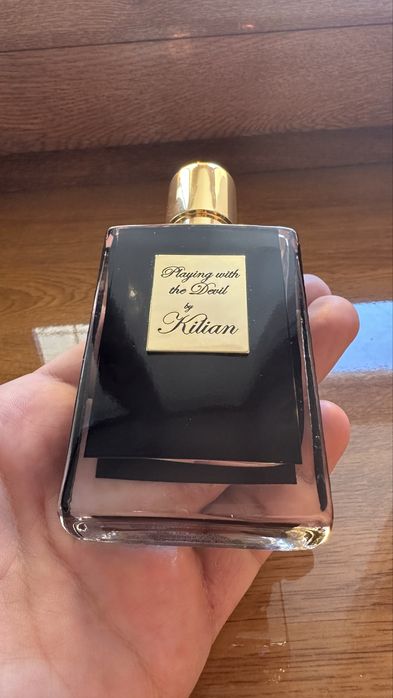 Playing with
the Devil
by
Kilian